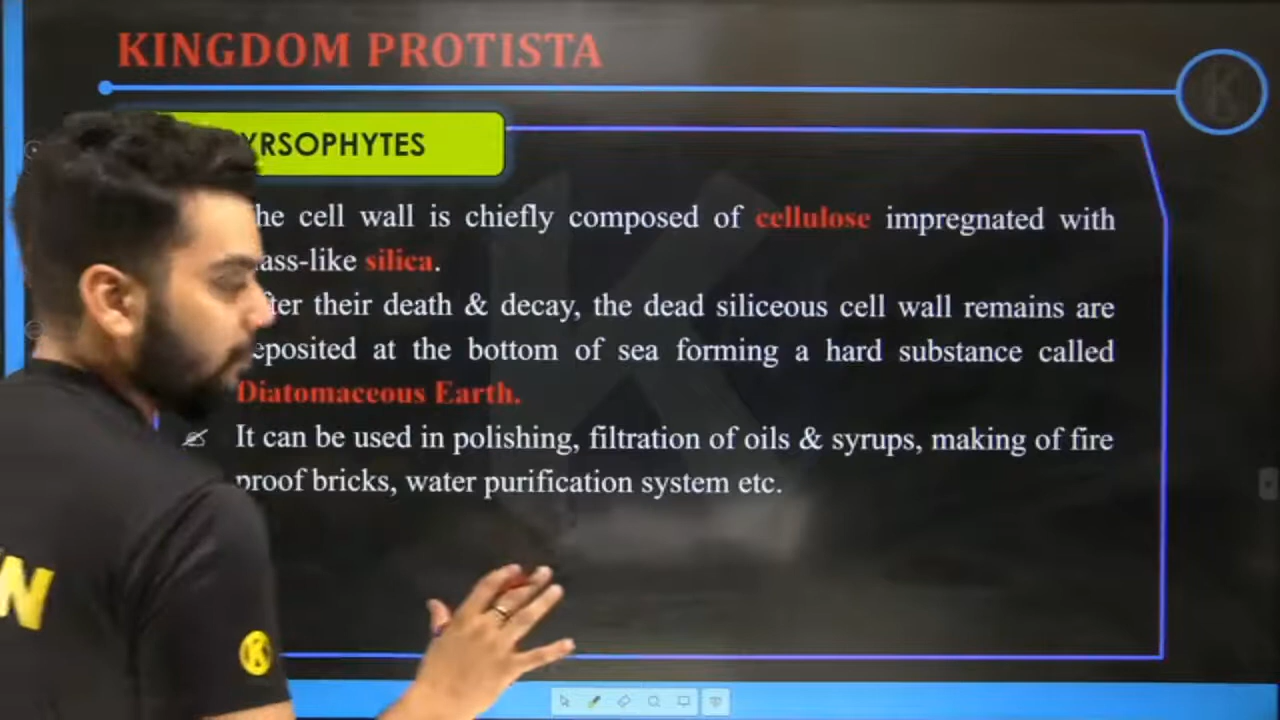 KINGDOM PROTISTA
YRSOPHYTES
he cell wall is chiefly composed of cellulose impregnated with
ass-like silica.
fter their death & decay, the dead siliceous cell wall remains are
eposited at the bottom of sea forming a hard substance called
Diatomaceous Earth.
It can be used in polishing, filtration of oils & syrups, making of fire
proof bricks, water purification system etc.
W
K